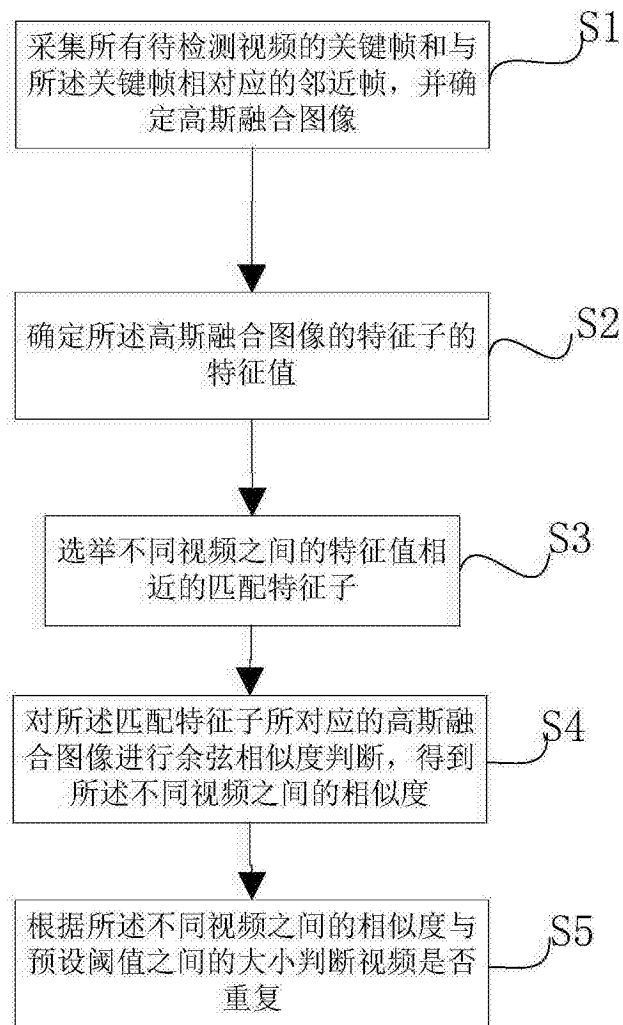 采集所有待检测视频的关键帧和与
所述关键帧相对应的邻近帧，并确
定高斯融合图像
S1
确定所述高斯融合图像的特征子的
特征值
S2
选举不同视频之间的特征值相
近的匹配特征子
S3
对所述匹配特征子所对应的高斯融
合图像进行余弦相似度判断，得到
所述不同视频之间的相似度
S4
根据所述不同视频之间的相似度与
预设阈值之间的大小判断视频是否
重复
S5